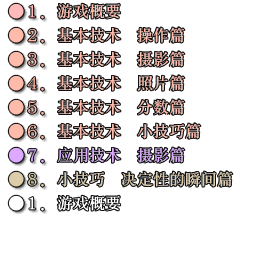 1。游戏概要
2。基本技术　操作篇
3。基本技术　摄影篇
4。基本技术　照片篇
5。基本技术　分数篇
6。基本技术　小技巧篇
7。应用技术　摄影篇
8。小技巧　决定性的瞬间篇
1。游戏概要